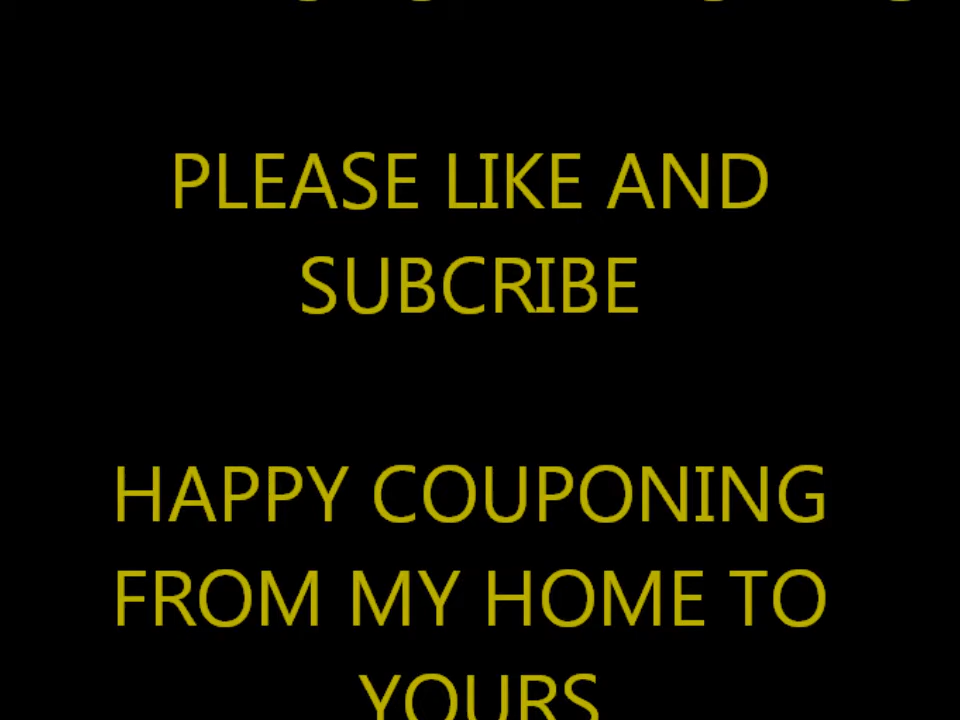 PLEASE LIKE AND
SUBCRIBE
HAPPY COUPONING
FROM MY HOME TO
YOURS